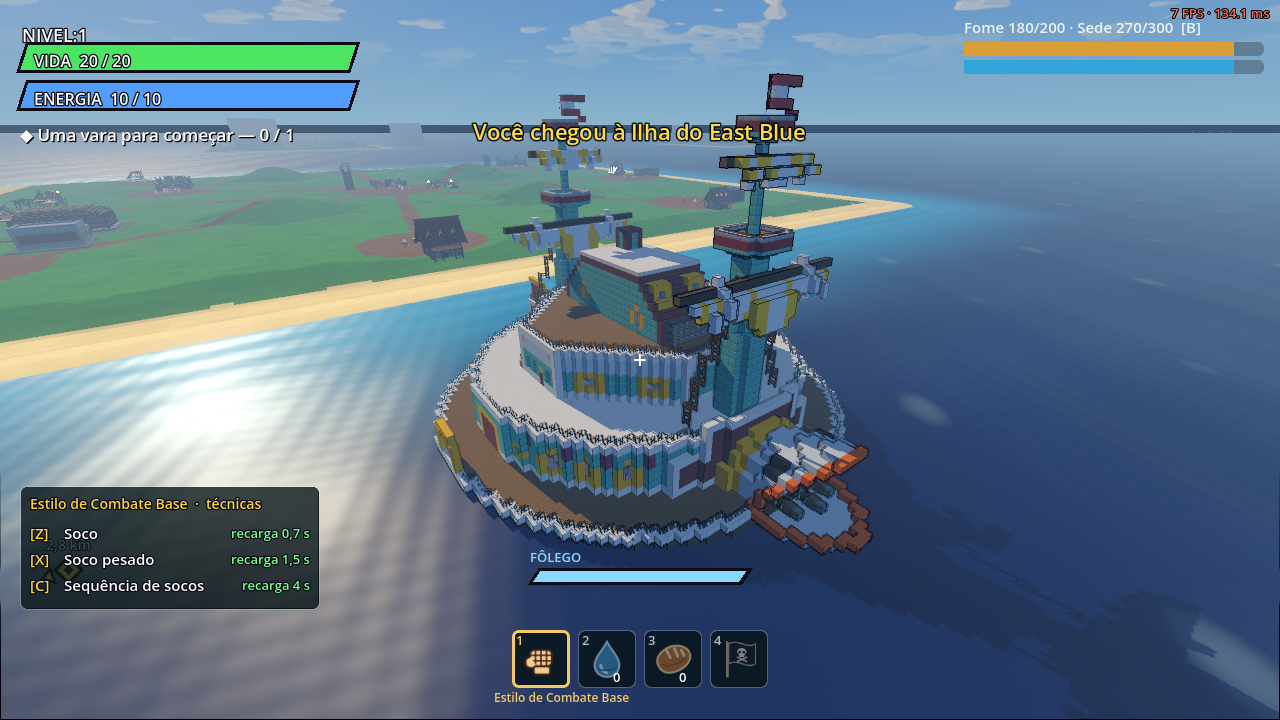 7 FPS · 134.1 ms
NIVEL:1
Fome 180/200 · Sede 270/300 [B]
VIDA 20 / 20
ENERGIA 10 / 10
◆ Uma vara para começar — 0 / 1
Você chegou à Ilha do East Blue
Estilo de Combate Base · técnicas
[Z] Soco recarga 0,7 s
2,8 km
[X] Soco pesado recarga 1,5 s
[C] Sequência de socos recarga 4 s
FÔLEGO
1 2 3 4
0 0
Estilo de Combate Base